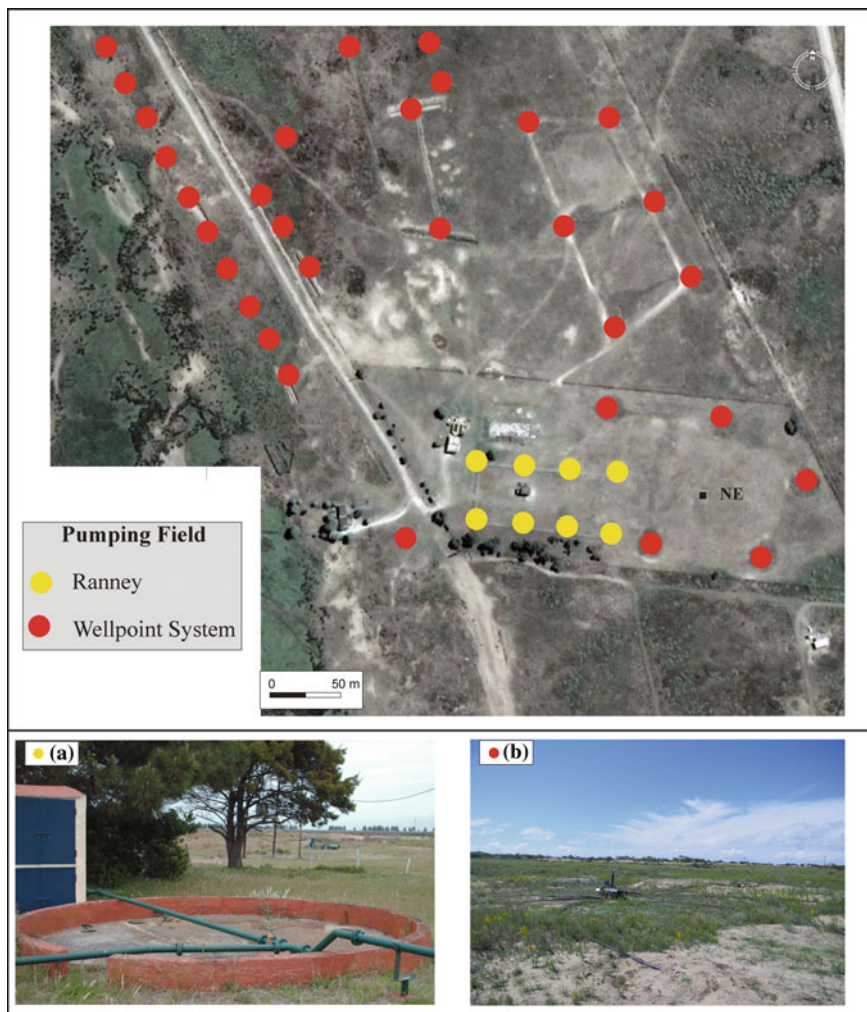 N
NE
Pumping Field
Ranney
Wellpoint System
0 50 m
(a)
(b)